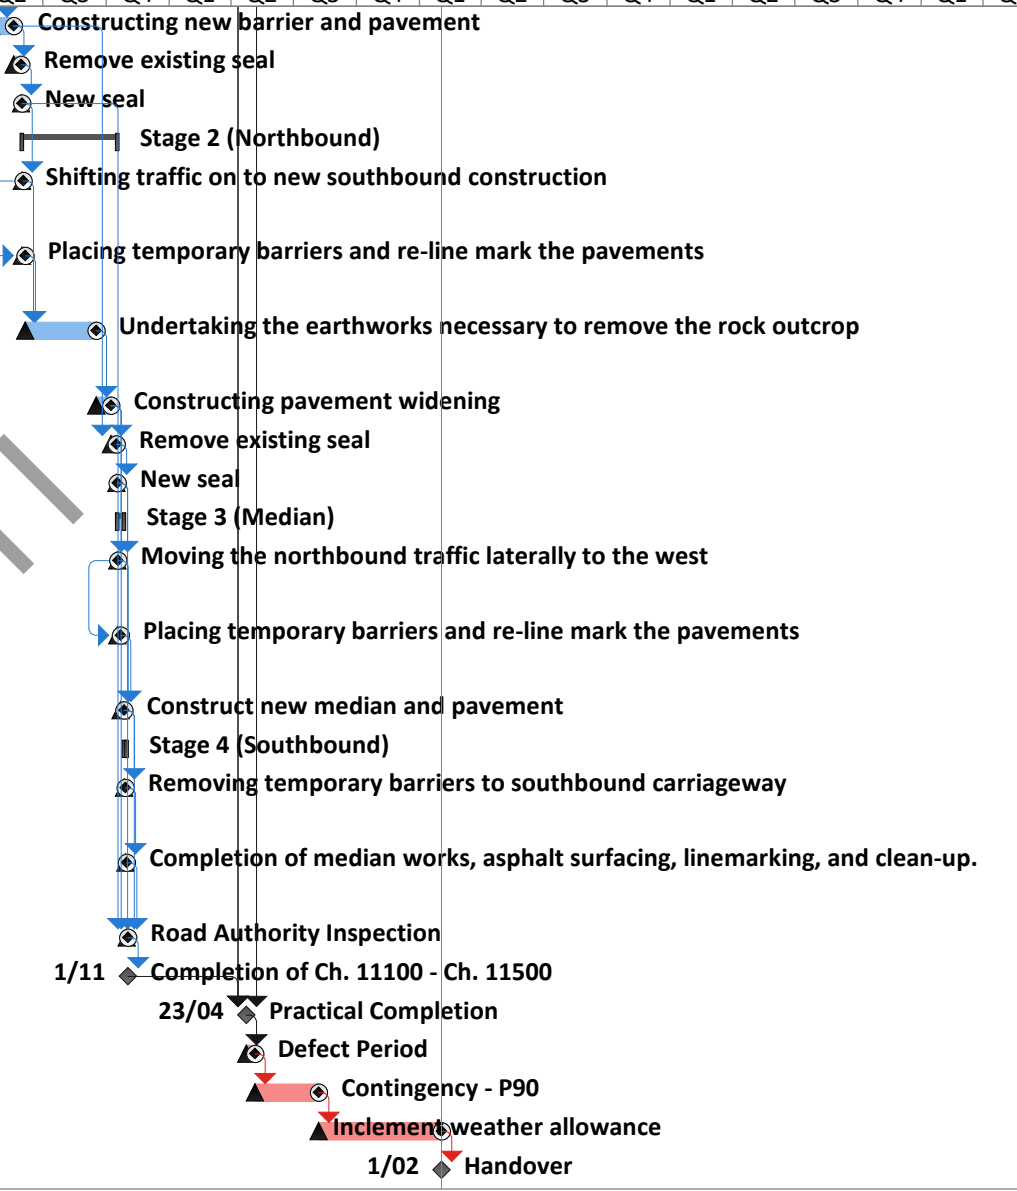 Constructing new barrier and pavement
Remove existing seal
New seal
Stage 2 (Northbound)
Shifting traffic on to new southbound construction
Placing temporary barriers and re-line mark the pavements
Undertaking the earthworks necessary to remove the rock outcrop
Constructing pavement widening
Remove existing seal
New seal
Stage 3 (Median)
Moving the northbound traffic laterally to the west
Placing temporary barriers and re-line mark the pavements
Construct new median and pavement
Stage 4 (Southbound)
Removing temporary barriers to southbound carriageway
Completion of median works, asphalt surfacing, linemarking, and clean-up.
Road Authority Inspection
1/11 Completion of Ch. 11100 - Ch. 11500
23/04 Practical Completion
Defect Period
Contingency - P90
Inclement weather allowance
1/02 Handover